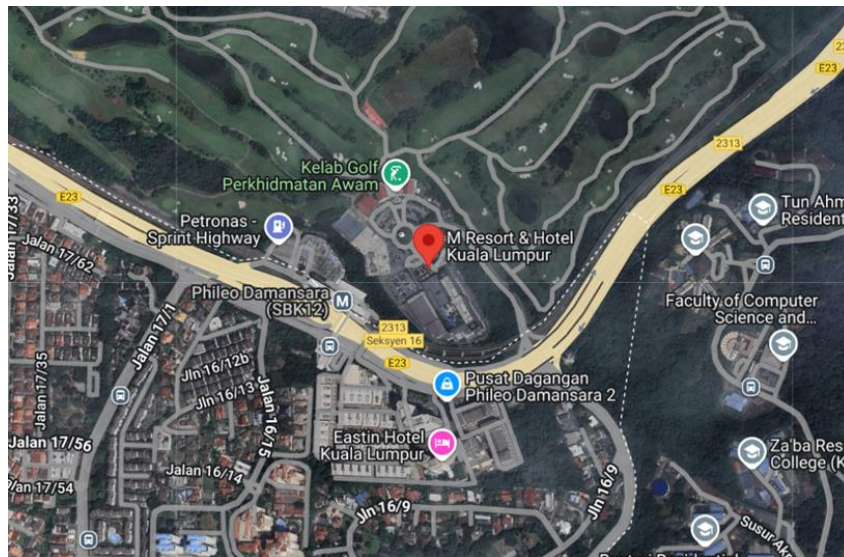 23
E23
2313
Kelab Golf
Perkhidmatan Awam
E23
E23
Tun Ahm
Resident
Jalan 17/33
Petronas -
Sprint Highway
M Resort & Hotel
Kuala Lumpur
Jalan 17/62
Phileo Damansara
(SBK12)
M
Faculty of Computer
Science and...
Jalan 17/1
2313
Seksyen 16
E23
Jalan 17/35
Jln 16/12b
Jln 16/13
Jalan 16/15
Pusat Dagangan
Phileo Damansara 2
Jalan 17/56
Eastin Hotel
Kuala Lumpur
Jalan 16/14
Jalan 17/54
Jln 16/9
Jln 16/9
Za'ba Res
College (K
Susur Ak